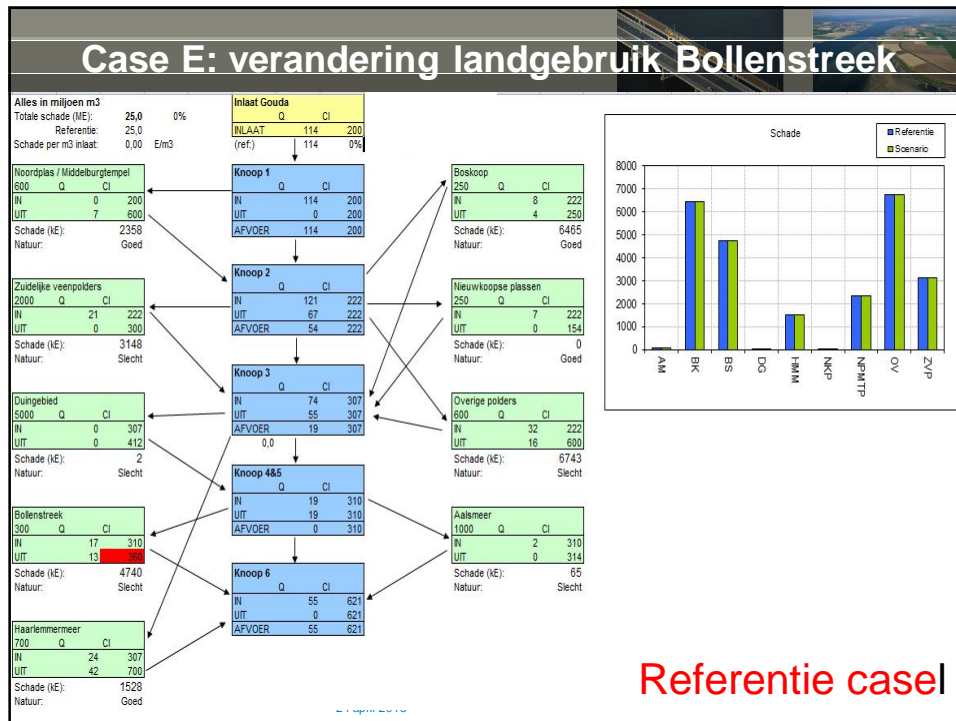 Case E: verandering landgebruik Bollenstreek
Alles in miljoen m3
Totale schade (ME): 25,0 0%
Referentie: 25,0
Schade per m3 inlaat: 0,00 E/m3
Inlaat Gouda
Q Cl
INLAAT 114 200
(ref.) 114 0%
Noordplas / Middelburgtempel
600 Q Cl
IN 0 200
UIT 7 600
Schade (kE): 2358
Natuur: Goed
Knoop 1
Q Cl
IN 114 200
UIT 0 200
AFVOER 114 200
Boskoop
250 Q Cl
IN 8 222
UIT 4 250
Schade (kE): 6465
Natuur: Goed
Zuidelijke veenpolders
2000 Q Cl
IN 21 222
UIT 0 300
Schade (kE): 3148
Natuur: Slecht
Knoop 2
Q Cl
IN 121 222
UIT 67 222
AFVOER 54 222
Nieuwkoopse plassen
250 Q Cl
IN 7 222
UIT 0 154
Schade (kE): 0
Natuur: Goed
Duingebied
5000 Q Cl
IN 0 307
UIT 0 412
Schade (kE): 2
Natuur: Slecht
Knoop 3
Q Cl
IN 74 307
UIT 55 307
AFVOER 19 307
0,0
Overige polders
600 Q Cl
IN 32 222
UIT 16 600
Schade (kE): 6743
Natuur: Slecht
Bollenstreek
300 Q Cl
IN 17 310
UIT 13 360
Schade (kE): 4740
Natuur: Slecht
Knoop 4&5
Q Cl
IN 19 310
UIT 19 310
AFVOER 0 310
Aalsmeer
1000 Q Cl
IN 2 310
UIT 0 314
Schade (kE): 65
Natuur: Slecht
Haarlemmermeer
700 Q Cl
IN 24 307
UIT 42 700
Schade (kE): 1528
Natuur: Goed
Knoop 6
Q Cl
IN 55 621
UIT 0 621
AFVOER 55 621
Schade
Referentie
Scenario
8000
7000
6000
5000
4000
3000
2000
1000
0
AM
BK
BS
DG
HMM
NKP
NPMTP
OV
ZVP
Referentie casel